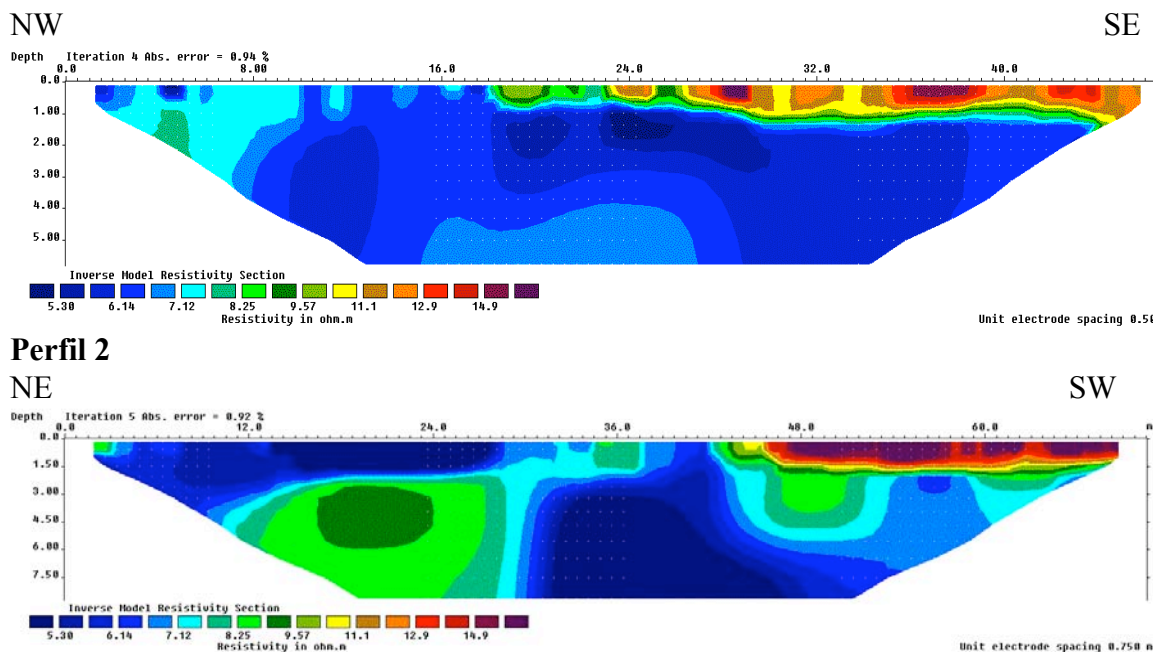 NW SE
Depth Iteration 4 Abs. error = 0.94 %
0.0 8.00 16.0 24.0 32.0 40.0
0.0
1.00
2.00
3.00
4.00
5.00
Inverse Model Resistivity Section
5.30 6.14 7.12 8.25 9.57 11.1 12.9 14.9
Resistivity in ohm.m Unit electrode spacing 0.50
Perfil 2
NE SW
Depth Iteration 5 Abs. error = 0.92 %
0.0 12.0 24.0 36.0 48.0 60.0 m
0.0
1.50
3.00
4.50
6.00
7.50
Inverse Model Resistivity Section
5.30 6.14 7.12 8.25 9.57 11.1 12.9 14.9
Resistivity in ohm.m Unit electrode spacing 0.750 m